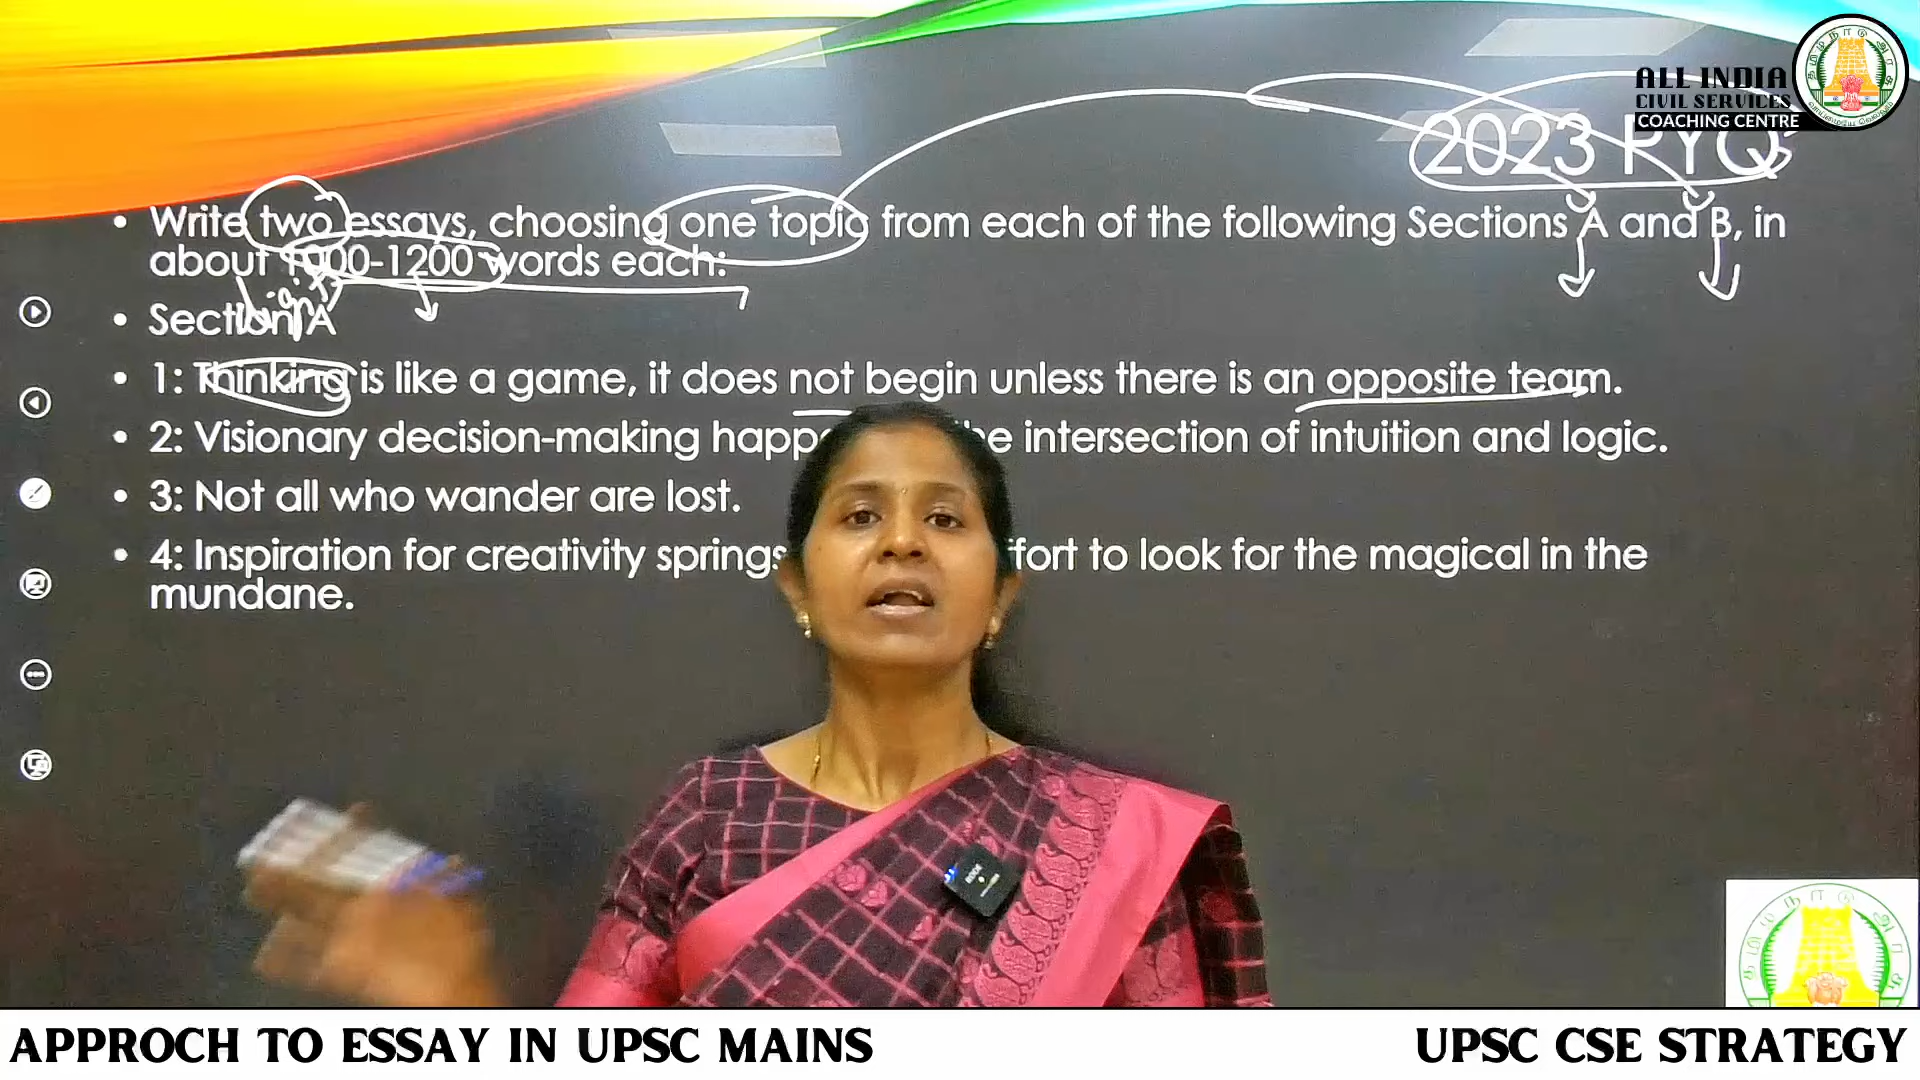 ALL INDIA
CIVIL SERVICES
COACHING CENTRE
2023 PYQ
• Write two essays, choosing one topic from each of the following Sections A and B, in
about 1000-1200 words each:
• Section A
• 1: Thinking is like a game, it does not begin unless there is an opposite team.
• 2: Visionary decision-making happ he intersection of intuition and logic.
• 3: Not all who wander are lost.
• 4: Inspiration for creativity springs ffort to look for the magical in the
mundane.
APPROCH TO ESSAY IN UPSC MAINS
UPSC CSE STRATEGY